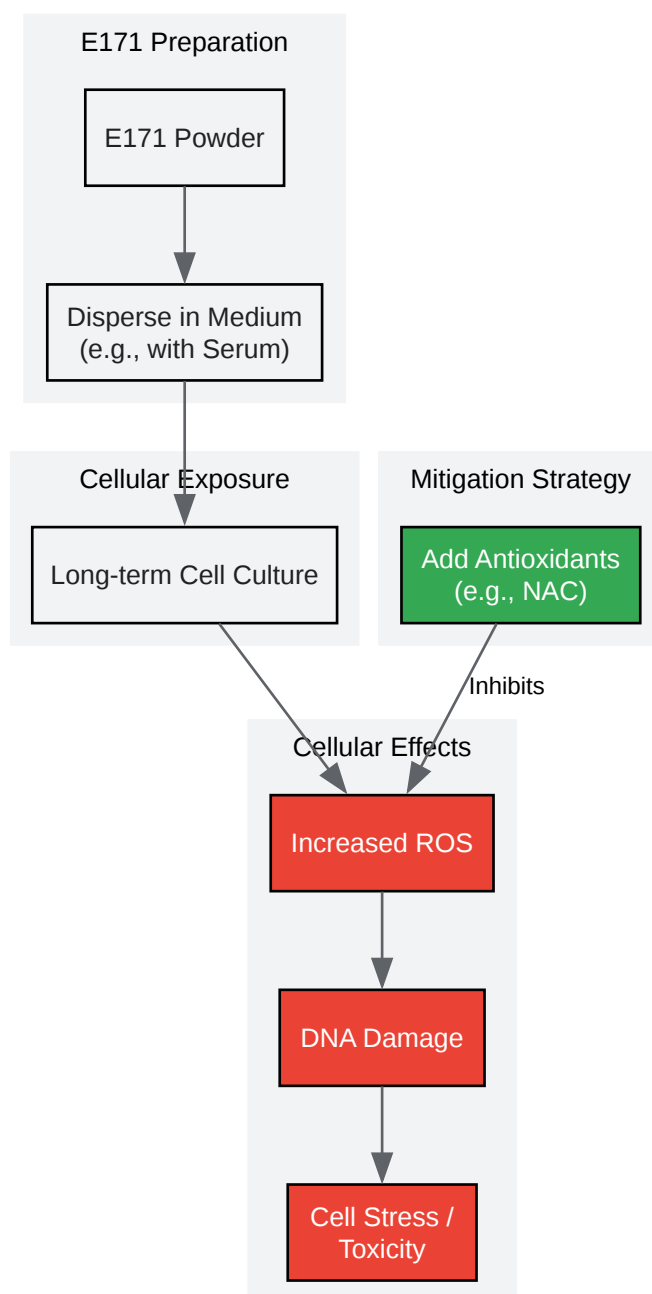 E171 Preparation
E171 Powder
Disperse in Medium
(e.g., with Serum)
Cellular Exposure
Long-term Cell Culture
Mitigation Strategy
Add Antioxidants
(e.g., NAC)
Inhibits
Cellular Effects
Increased ROS
DNA Damage
Cell Stress /
Toxicity